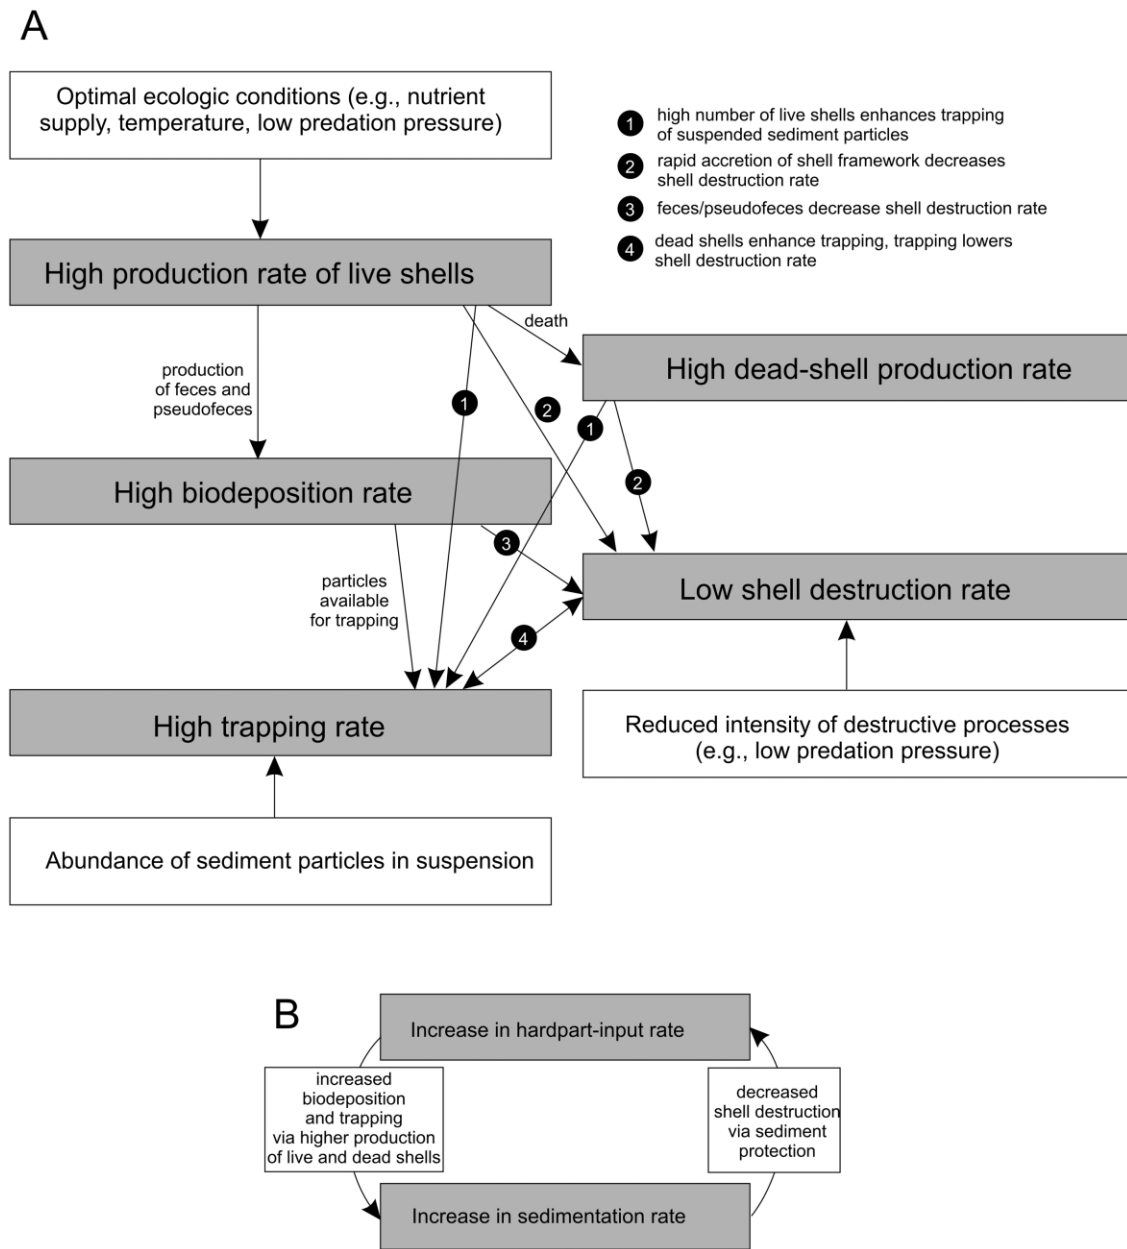 A
Optimal ecologic conditions (e.g., nutrient
supply, temperature, low predation pressure)
1 high number of live shells enhances trapping
of suspended sediment particles
2 rapid accretion of shell framework decreases
shell destruction rate
3 feces/pseudofeces decrease shell destruction rate
4 dead shells enhance trapping, trapping lowers
shell destruction rate
High production rate of live shells
death
High dead-shell production rate
production
of feces and
pseudofeces
1
2
1
2
High biodeposition rate
3
particles
available
for trapping
4
Low shell destruction rate
High trapping rate
Reduced intensity of destructive processes
(e.g., low predation pressure)
Abundance of sediment particles in suspension
B
Increase in hardpart-input rate
increased
biodeposition
and trapping
via higher production
of live and dead shells
decreased
shell destruction
via sediment
protection
Increase in sedimentation rate